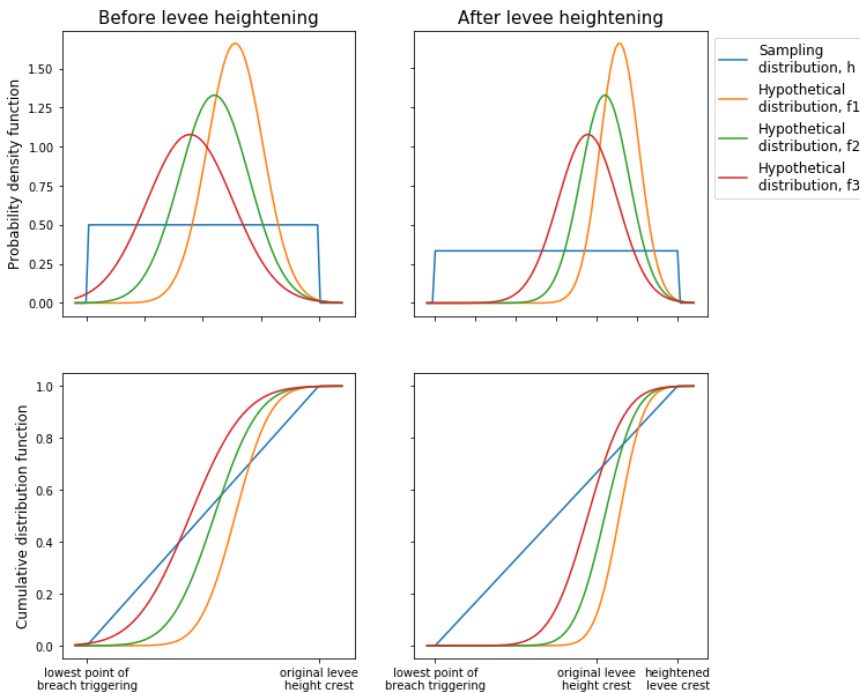 Before levee heightening
After levee heightening
Probability density function
1.50
1.25
1.00
0.75
0.50
0.25
0.00
Sampling
distribution, h
Hypothetical
distribution, f1
Hypothetical
distribution, f2
Hypothetical
distribution, f3
Cumulative distribution function
1.0
0.8
0.6
0.4
0.2
0.0
lowest point of
breach triggering
original levee
height crest
lowest point of
breach triggering
original levee
height crest
heightened
levee crest